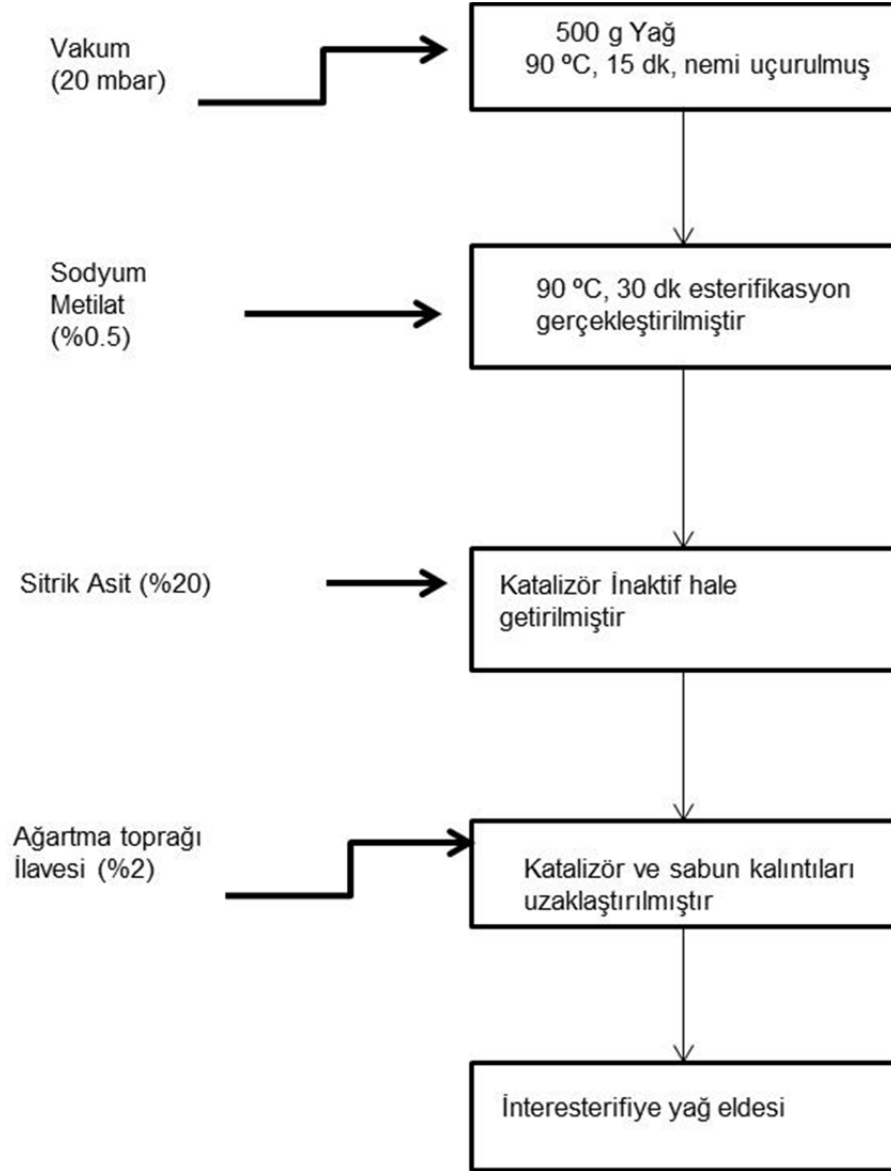 Vakum
(20 mbar)
500 g Yağ
90 ºC, 15 dk, nemi uçurulmuş
Sodyum
Metilat
(%0.5)
90 ºC, 30 dk esterifikasyon
gerçekleştirilmiştir
Sitrik Asit (%20)
Katalizör İnaktif hale
getirilmiştir
Ağartma toprağı
İlavesi (%2)
Katalizör ve sabun kalıntıları
uzaklaştırılmıştır
İnteresterifiye yağ eldesi